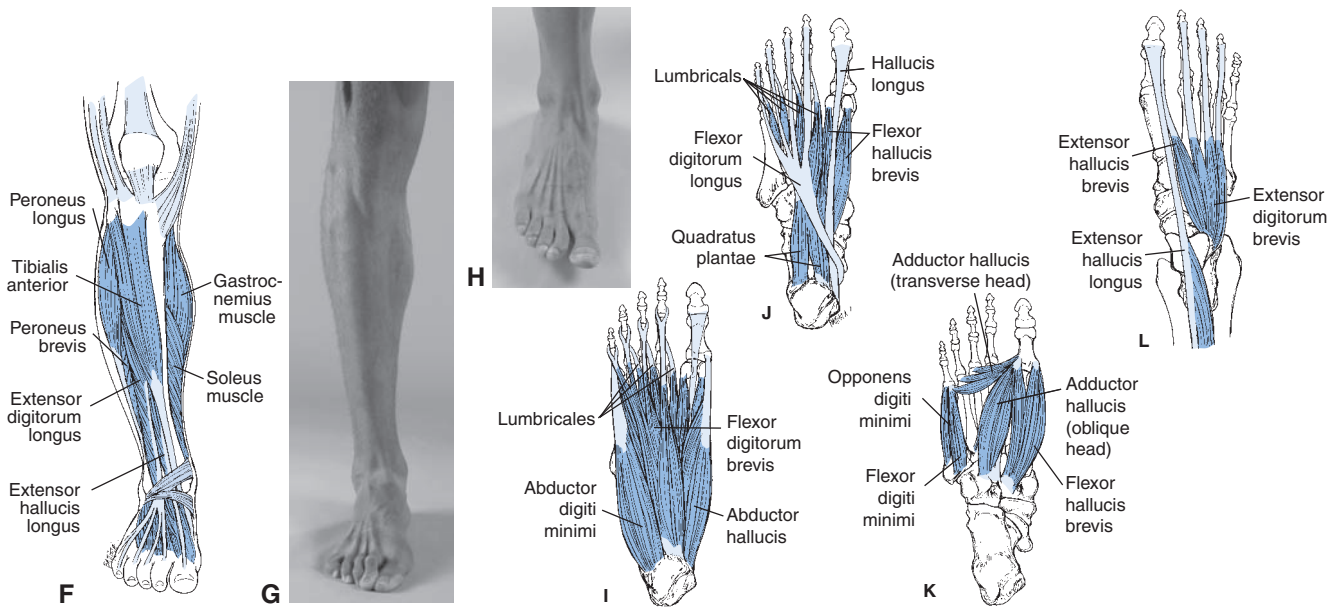 Peroneus
longus
Tibialis
anterior
Peroneus
brevis
Extensor
digitorum
longus
Extensor
hallucis
longus
Gastroc-
nemius
muscle
Soleus
muscle
F
G
H
Lumbricals
Flexor
digitorum
longus
Quadratus
plantae
Hallucis
longus
Flexor
hallucis
brevis
J
Lumbricales
Abductor
digiti
minimi
Flexor
digitorum
brevis
Abductor
hallucis
I
Adductor hallucis
(transverse head)
Opponens
digiti
minimi
Flexor
digiti
minimi
Adductor
hallucis
(oblique
head)
Flexor
hallucis
brevis
K
Extensor
hallucis
brevis
Extensor
hallucis
longus
Extensor
digitorum
brevis
L